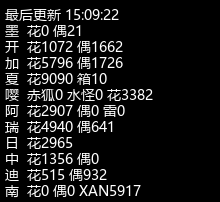 最后更新 15:09:22
墨 花0 偶21
开 花1072 偶1662
加 花5796 偶1726
夏 花9090 箱10
嘤 赤狐0 水怪0 花3382
阿 花2907 偶0 雷0
瑞 花4940 偶641
日 花2965
中 花1356 偶0
迪 花515 偶932
南 花0 偶0 XAN5917